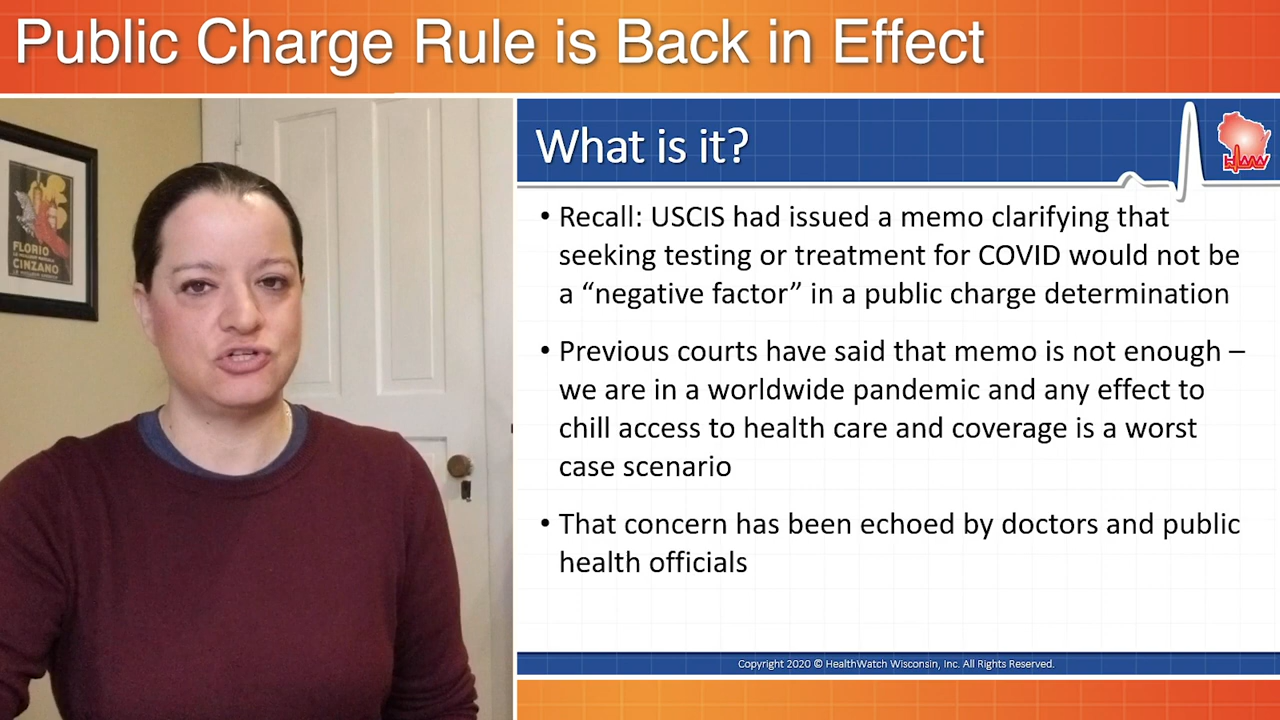 Public Charge Rule is Back in Effect
FLORIO
CINZANO
What is it?
• Recall: USCIS had issued a memo clarifying that
seeking testing or treatment for COVID would not be
a “negative factor” in a public charge determination
• Previous courts have said that memo is not enough –
we are in a worldwide pandemic and any effect to
chill access to health care and coverage is a worst
case scenario
• That concern has been echoed by doctors and public
health officials
Copyright 2020 © HealthWatch Wisconsin, Inc. All Rights Reserved.